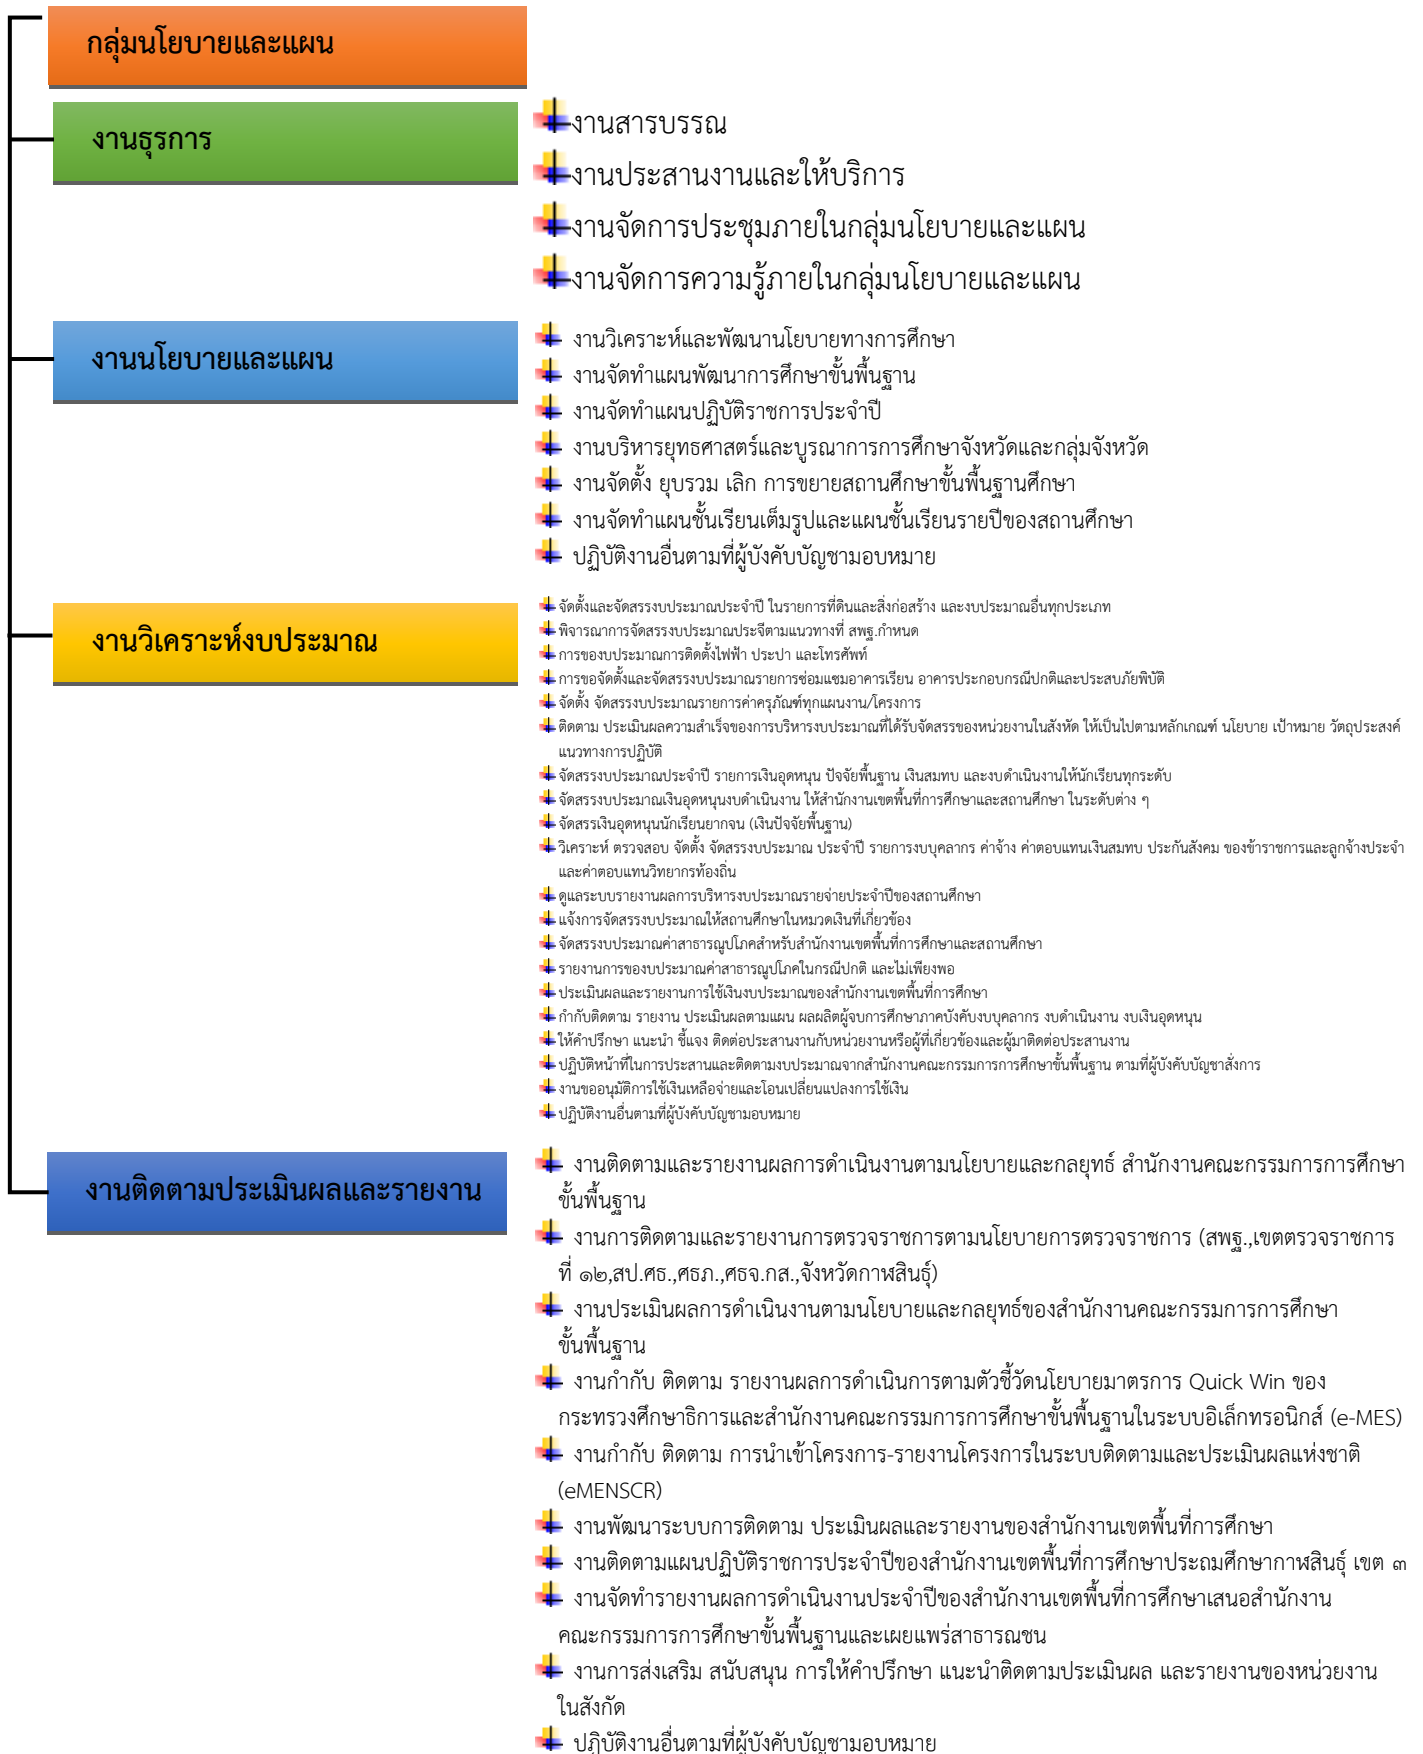 กลุ่มนโยบายและแผน
งานธุรการ
งานสารบรรณ
งานประสานงานและให้บริการ
งานจัดการประชุมภายในกลุ่มนโยบายและแผน
งานจัดการความรู้ภายในกลุ่มนโยบายและแผน
งานนโยบายและแผน
งานวิเคราะห์และพัฒนานโยบายทางการศึกษา
งานจัดทำแผนพัฒนาการศึกษาขั้นพื้นฐาน
งานจัดทำแผนปฏิบัติราชการประจำปี
งานบริหารยุทธศาสตร์และบูรณาการการศึกษาจังหวัดและกลุ่มจังหวัด
งานจัดตั้ง ยุบรวม เลิก การขยายสถานศึกษาขั้นพื้นฐานศึกษา
งานจัดทำแผนชั้นเรียนเต็มรูปและแผนชั้นเรียนรายปีของสถานศึกษา
ปฏิบัติงานอื่นตามที่ผู้บังคับบัญชามอบหมาย
งานวิเคราะห์งบประมาณ
จัดตั้งและจัดสรรงบประมาณประจำปี ในรายการที่ดินและสิ่งก่อสร้าง และงบประมาณอื่นทุกประเภท
พิจารณาการจัดสรรงบประมาณประจีตามแนวทางที่ สพฐ.กำหนด
การของบประมาณการติดตั้งไฟฟ้า ประปา และโทรศัพท์
การขอจัดตั้งและจัดสรรงบประมาณรายการซ่อมแซมอาคารเรียน อาคารประกอบกรณีปกติและประสบภัยพิบัติ
จัดตั้ง จัดสรรงบประมาณรายการค่าครุภัณฑ์ทุกแผนงาน/โครงการ
ติดตาม ประเมินผลความสำเร็จของการบริหารงบประมาณที่ได้รับจัดสรรของหน่วยงานในสังหัด ให้เป็นไปตามหลักเกณฑ์ นโยบาย เป้าหมาย วัตถุประสงค์
แนวทางการปฏิบัติ
จัดสรรงบประมาณประจำปี รายการเงินอุดหนุน ปัจจัยพื้นฐาน เงินสมทบ และงบดำเนินงานให้นักเรียนทุกระดับ
จัดสรรงบประมาณเงินอุดหนุนงบดำเนินงาน ให้สำนักงานเขตพื้นที่การศึกษาและสถานศึกษา ในระดับต่าง ๆ
จัดสรรเงินอุดหนุนนักเรียนยากจน (เงินปัจจัยพื้นฐาน)
วิเคราะห์ ตรวจสอบ จัดตั้ง จัดสรรงบประมาณ ประจำปี รายการงบบุคลากร ค่าจ้าง ค่าตอบแทนเงินสมทบ ประกันสังคม ของข้าราชการและลูกจ้างประจำ
และค่าตอบแทนวิทยากรท้องถิ่น
ดูแลระบบรายงานผลการบริหารงบประมาณรายจ่ายประจำปีของสถานศึกษา
แจ้งการจัดสรรงบประมาณให้สถานศึกษาในหมวดเงินที่เกี่ยวข้อง
จัดสรรงบประมาณค่าสาธารณูปโภคสำหรับสำนักงานเขตพื้นที่การศึกษาและสถานศึกษา
รายงานการของบประมาณค่าสาธารณูปโภคในกรณีปกติ และไม่เพียงพอ
ประเมินผลและรายงานการใช้เงินงบประมาณของสำนักงานเขตพื้นที่การศึกษา
กำกับติดตาม รายงาน ประเมินผลตามแผน ผลผลิตผู้จบการศึกษาภาคบังคับงบบุคลากร งบดำเนินงาน งบเงินอุดหนุน
ให้คำปรึกษา แนะนำ ชี้แจง ติดต่อประสานงานกับหน่วยงานหรือผู้ที่เกี่ยวข้องและผู้มาติดต่อประสานงาน
ปฏิบัติหน้าที่ในการประสานและติดตามงบประมาณจากสำนักงานคณะกรรมการการศึกษาขั้นพื้นฐาน ตามที่ผู้บังคับบัญชาสั่งการ
งานขออนุมัติการใช้เงินเหลือจ่ายและโอนเปลี่ยนแปลงการใช้เงิน
ปฏิบัติงานอื่นตามที่ผู้บังคับบัญชามอบหมาย
งานติดตามประเมินผลและรายงาน
งานติดตามและรายงานผลการดำเนินงานตามนโยบายและกลยุทธ์ สำนักงานคณะกรรมการการศึกษา
ขั้นพื้นฐาน
งานการติดตามและรายงานการตรวจราชการตามนโยบายการตรวจราชการ (สพฐ.,เขตตรวจราชการ
ที่ ๑๒,สป.ศธ.,ศธภ.,ศธจ.กส.,จังหวัดกาฬสินธุ์)
งานประเมินผลการดำเนินงานตามนโยบายและกลยุทธ์ของสำนักงานคณะกรรมการการศึกษา
ขั้นพื้นฐาน
งานกำกับ ติดตาม รายงานผลการดำเนินการตามตัวชี้วัดนโยบายมาตรการ Quick Win ของ
กระทรวงศึกษาธิการและสำนักงานคณะกรรมการการศึกษาขั้นพื้นฐานในระบบอิเล็กทรอนิกส์ (e-MES)
งานกำกับ ติดตาม การนำเข้าโครงการ-รายงานโครงการในระบบติดตามและประเมินผลแห่งชาติ
(eMENSCR)
งานพัฒนาระบบการติดตาม ประเมินผลและรายงานของสำนักงานเขตพื้นที่การศึกษา
งานติดตามแผนปฏิบัติราชการประจำปีของสำนักงานเขตพื้นที่การศึกษาประถมศึกษากาฬสินธุ์ เขต ๓
งานจัดทำรายงานผลการดำเนินงานประจำปีของสำนักงานเขตพื้นที่การศึกษาเสนอสำนักงาน
คณะกรรมการการศึกษาขั้นพื้นฐานและเผยแพร่สาธารณชน
งานการส่งเสริม สนับสนุน การให้คำปรึกษา แนะนำติดตามประเมินผล และรายงานของหน่วยงาน
ในสังกัด
ปฏิบัติงานอื่นตามที่ผู้บังคับบัญชามอบหมาย